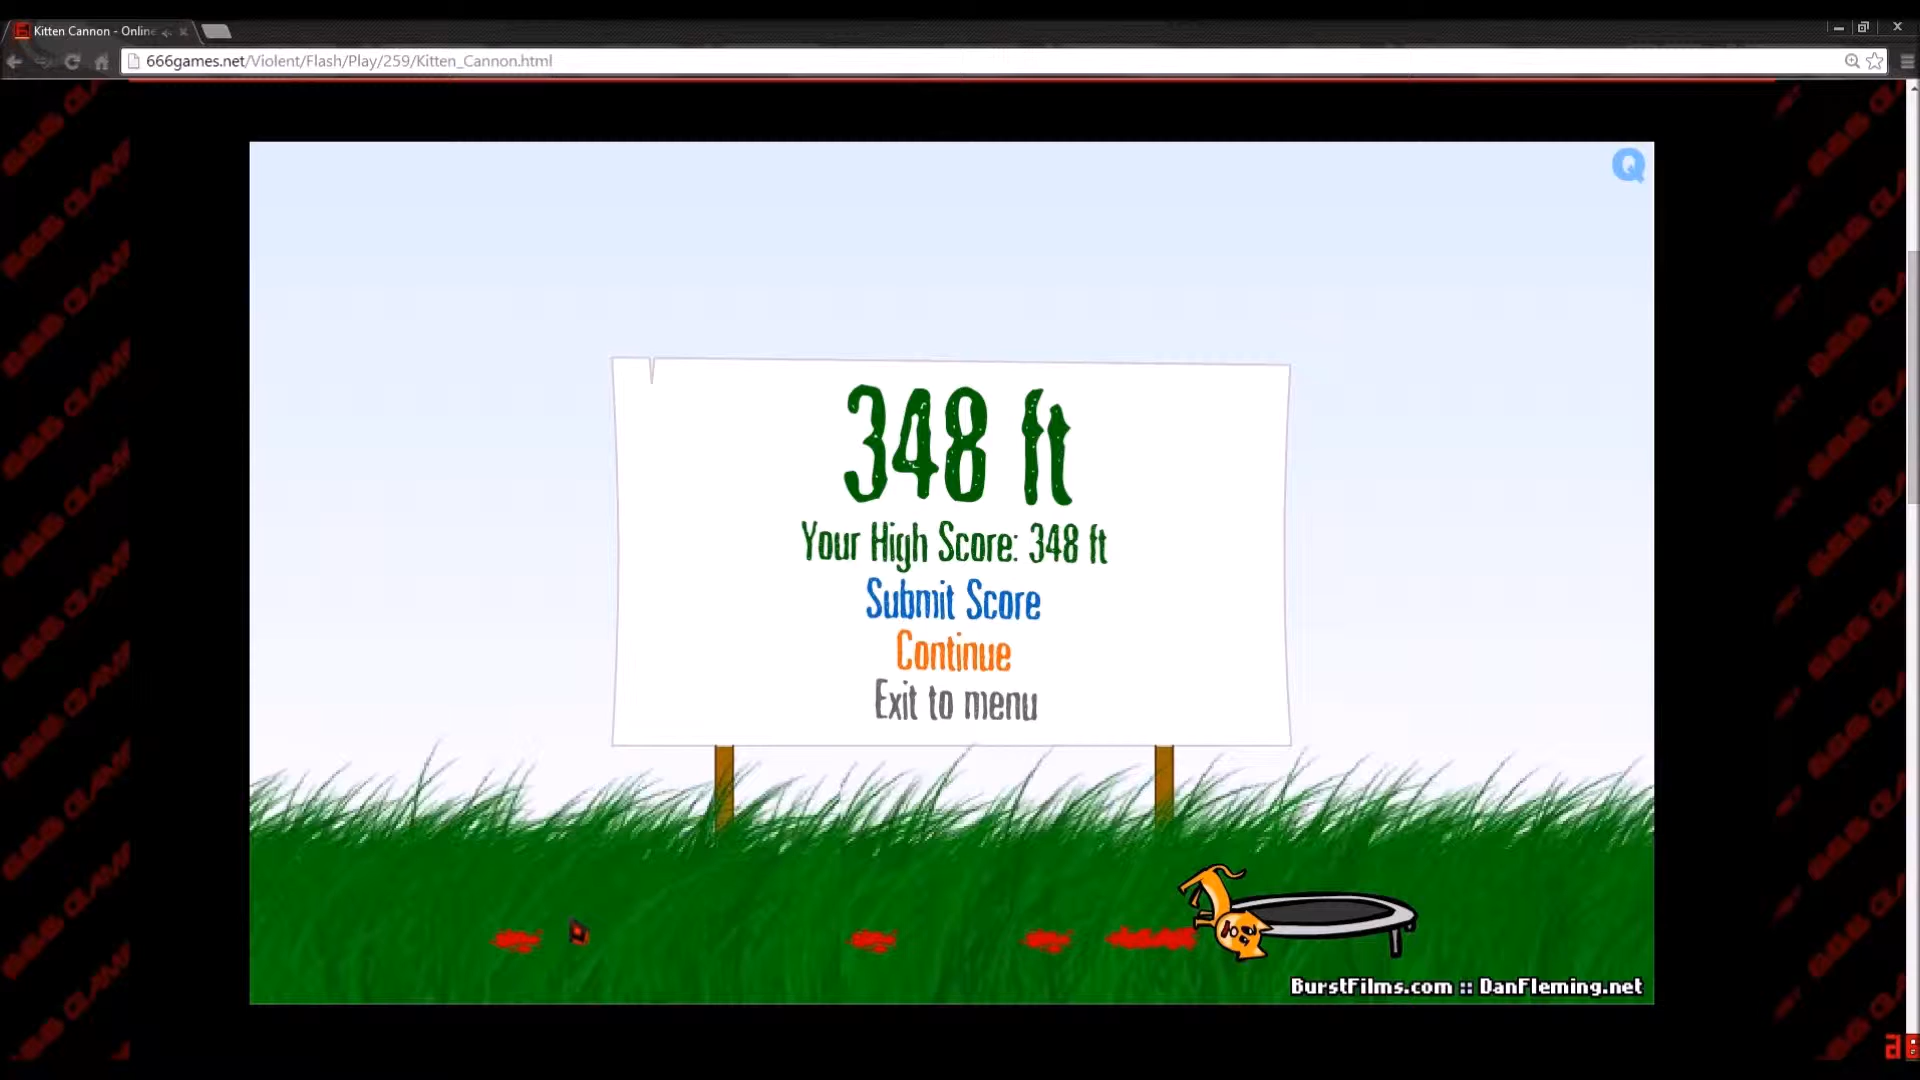 Kitten Cannon - Online
666games.net/Violent/Flash/Play/259/Kitten_Cannon.html
Q
348 ft
Your High Score: 348 ft
Submit Score
Continue
Exit to menu
BurstFilms.com :: DanFleming.net